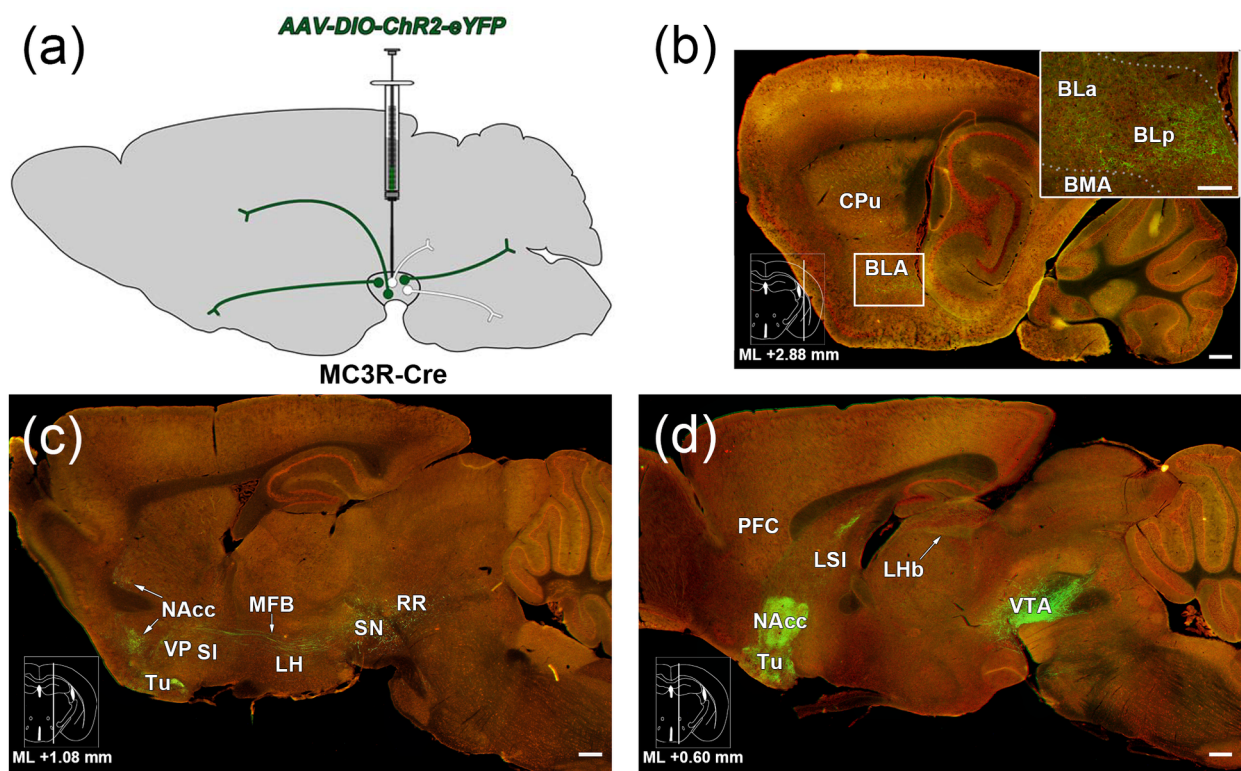 (a)
AAV-DIO-ChR2-eYFP
MC3R-Cre
(b)
BLa
BLp
BMA
CPu
BLA
ML +2.88 mm
(c)
NAcc
MFB
RR
SN
VP
SI
LH
Tu
ML +1.08 mm
(d)
PFC
LSI
LHb
NAcc
VTA
Tu
ML +0.60 mm